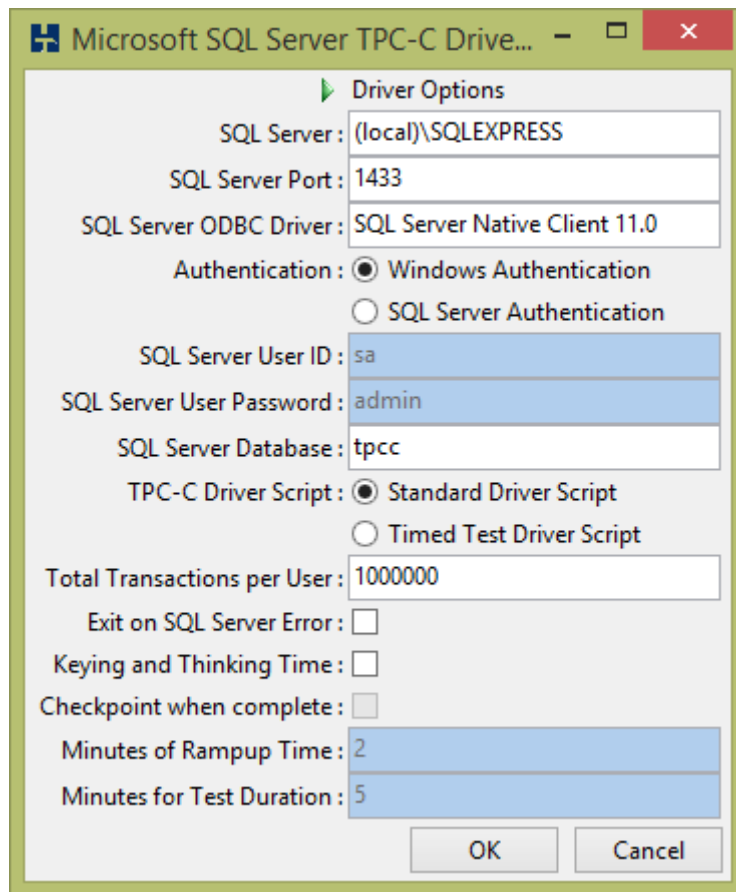 Microsoft SQL Server TPC-C Drive...
Driver Options
SQL Server : (local)\SQLEXPRESS
SQL Server Port : 1433
SQL Server ODBC Driver : SQL Server Native Client 11.0
Authentication : Windows Authentication
SQL Server Authentication
SQL Server User ID : sa
SQL Server User Password : admin
SQL Server Database : tpcc
TPC-C Driver Script : Standard Driver Script
Timed Test Driver Script
Total Transactions per User : 1000000
Exit on SQL Server Error :
Keying and Thinking Time :
Checkpoint when complete :
Minutes of Rampup Time : 2
Minutes for Test Duration : 5
OK Cancel